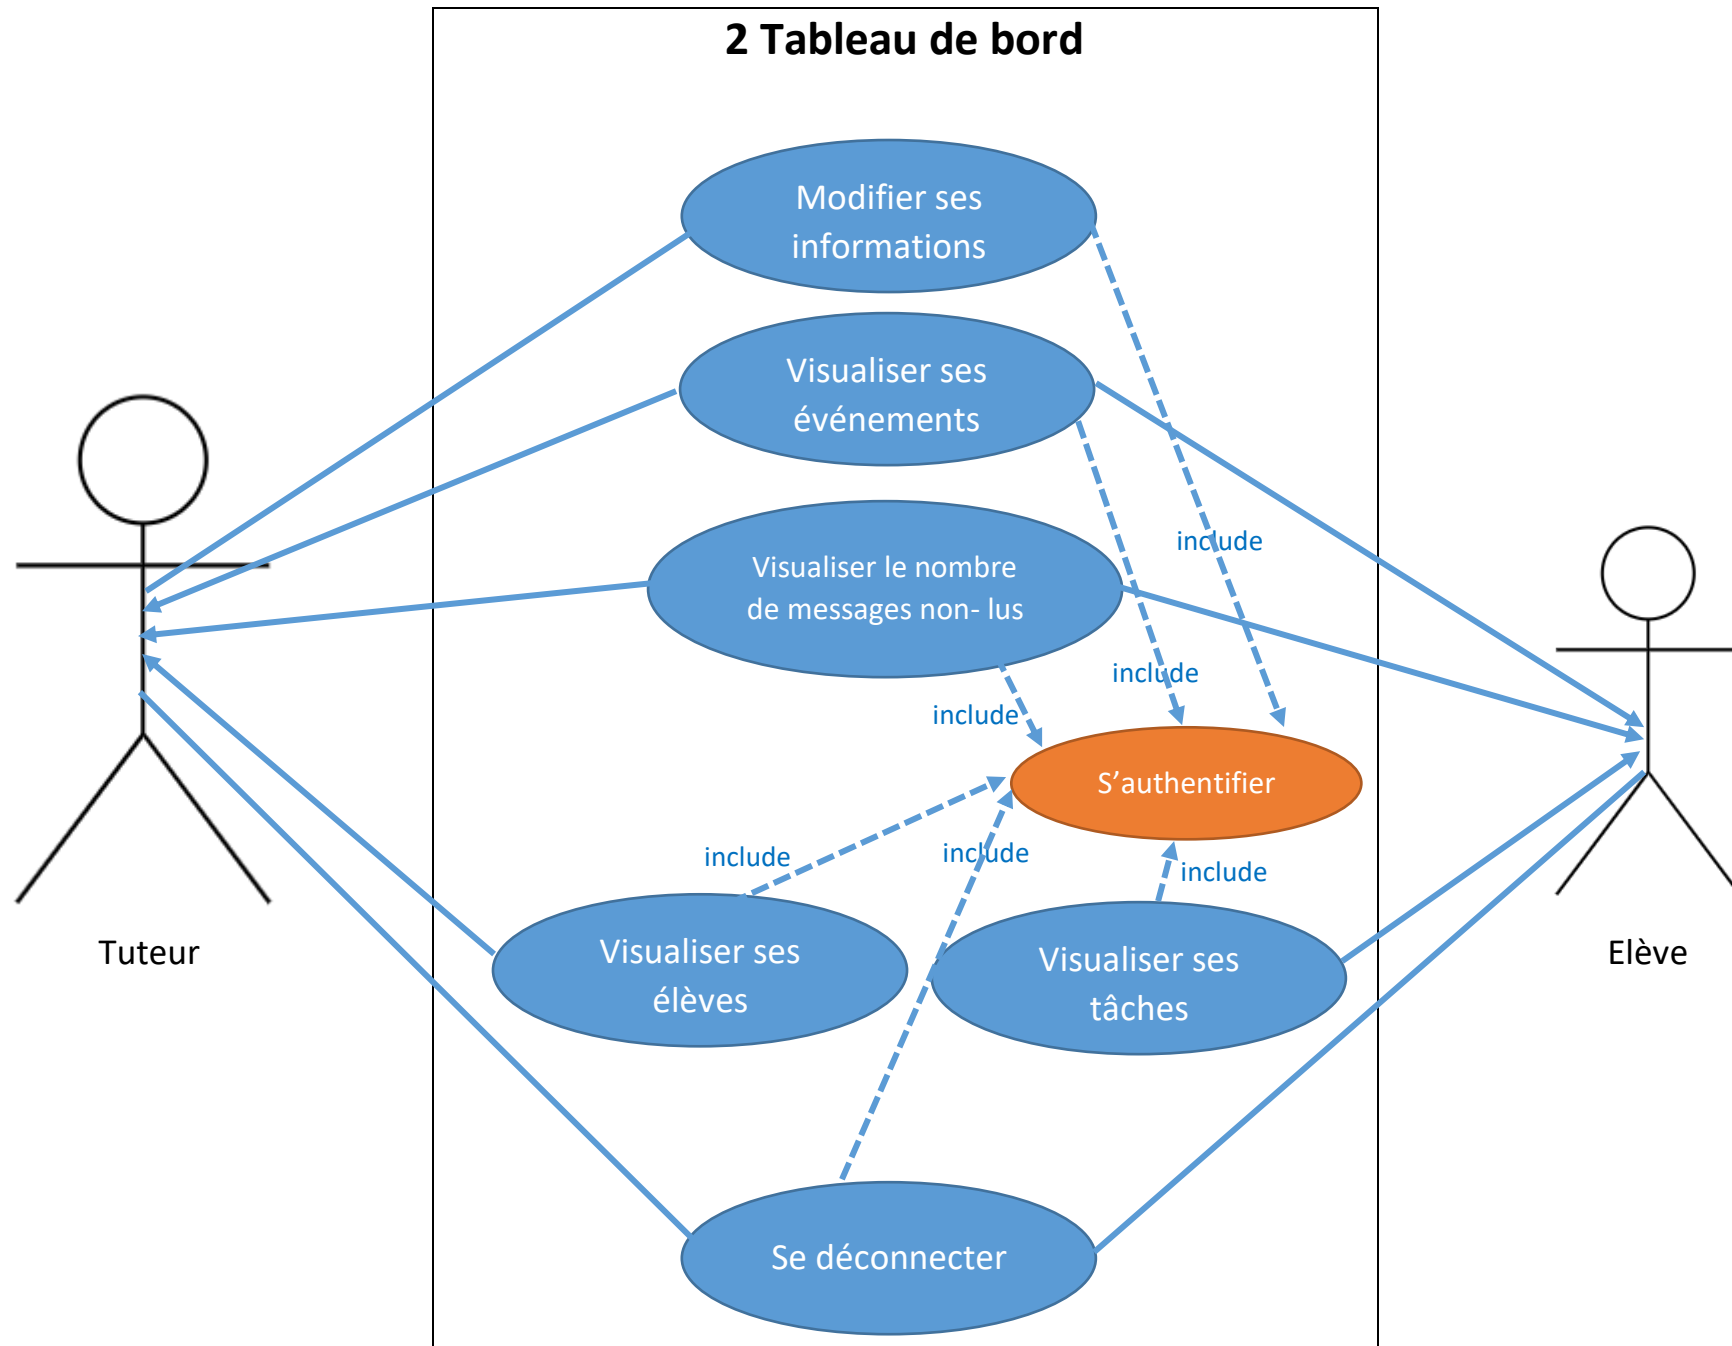 2 Tableau de bord
Modifier ses
informations
Visualiser ses
événements
include
Visualiser le nombre
de messages non- lus
include
include
S'authentifier
include
include
include
Tuteur
Visualiser ses
élèves
Visualiser ses
tâches
Elève
Se déconnecter